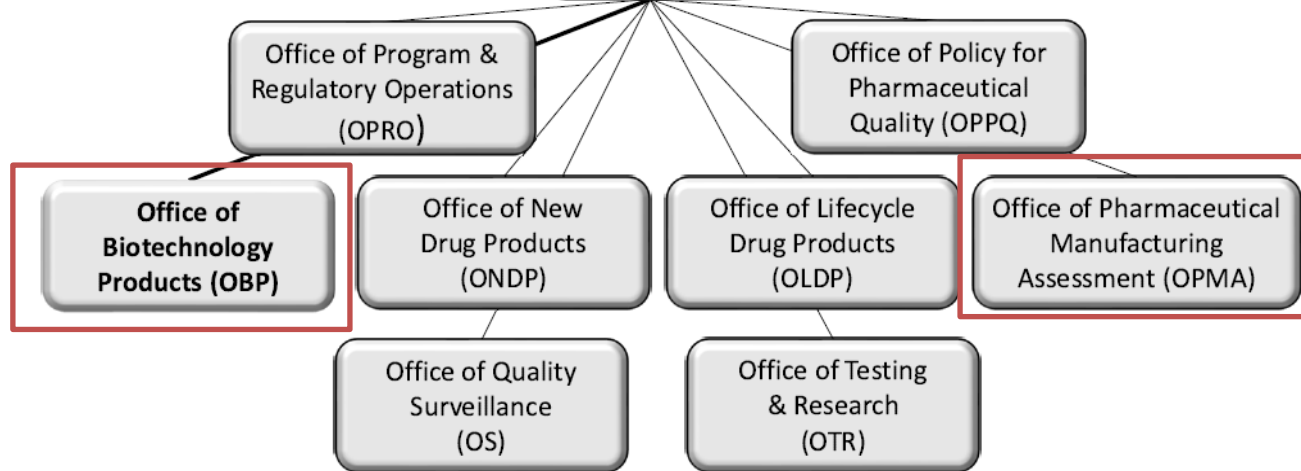 Office of Program &
Regulatory Operations
(OPRO)
Office of Policy for
Pharmaceutical
Quality (OPPQ)
Office of
Biotechnology
Products (OBP)
Office of New
Drug Products
(ONDP)
Office of Lifecycle
Drug Products
(OLDP)
Office of Pharmaceutical
Manufacturing
Assessment (OPMA)
Office of Quality
Surveillance
(OS)
Office of Testing
& Research
(OTR)